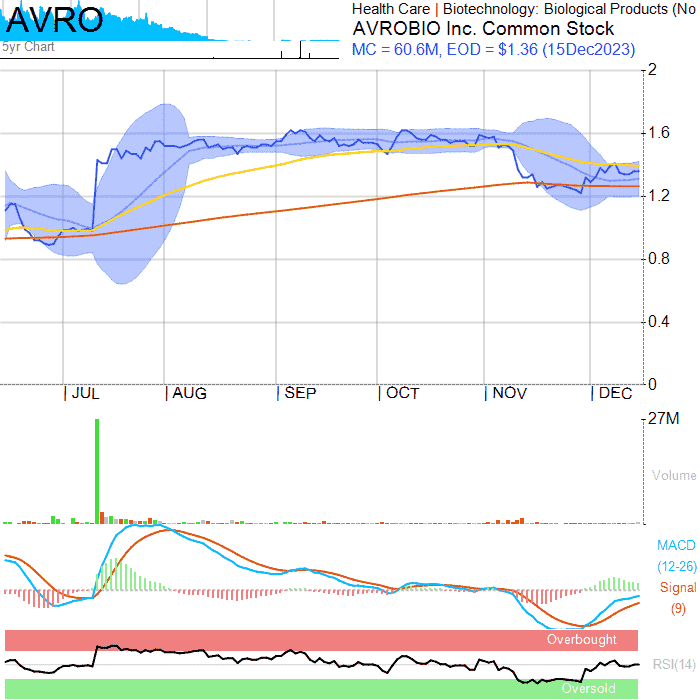 AVRO
5yr Chart
Health Care | Biotechnology: Biological Products (No
AVROBIO Inc. Common Stock
MC = 60.6M, EOD = $1.36 (15Dec2023)
2
1.6
1.2
0.8
0.4
0
JUL AUG SEP OCT NOV DEC
27M
Volume
MACD
(12-26)
Signal
(9)
Overbought
RSI(14)
Oversold